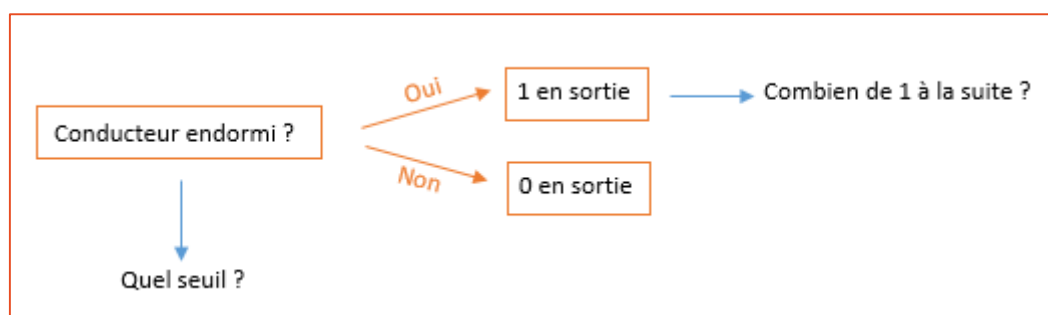 Conducteur endormi ?
Oui
Non
1 en sortie
0 en sortie
Combien de 1 à la suite ?
Quel seuil ?